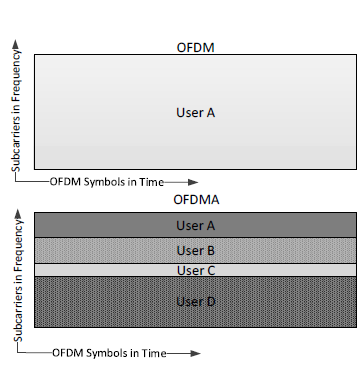 OFDM
Subcarriers in Frequency
User A
OFDM Symbols in Time
OFDMA
Subcarriers in Frequency
User A
User B
User C
User D
OFDM Symbols in Time